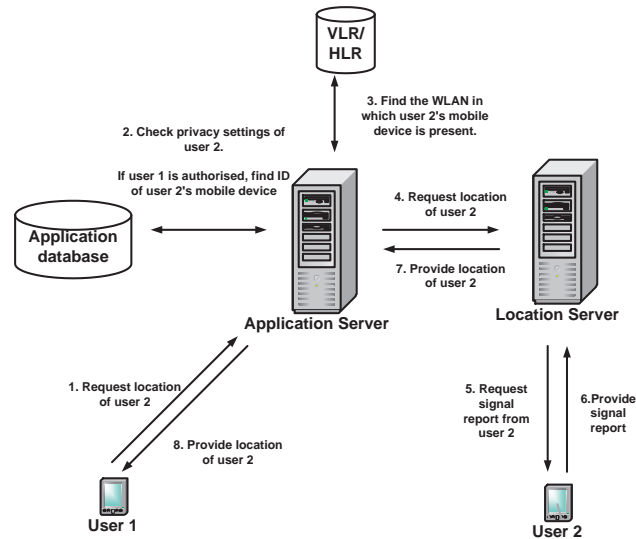 VLR/
HLR
3. Find the WLAN in
which user 2's mobile
device is present.
2. Check privacy settings of
user 2.
If user 1 is authorised, find ID
of user 2's mobile device
Application
database
4. Request location
of user 2
7. Provide location
of user 2
Application Server
Location Server
1. Request location
of user 2
8. Provide location
of user 2
5. Request
signal
report from
user 2
6.Provide
signal
report
User 1
User 2